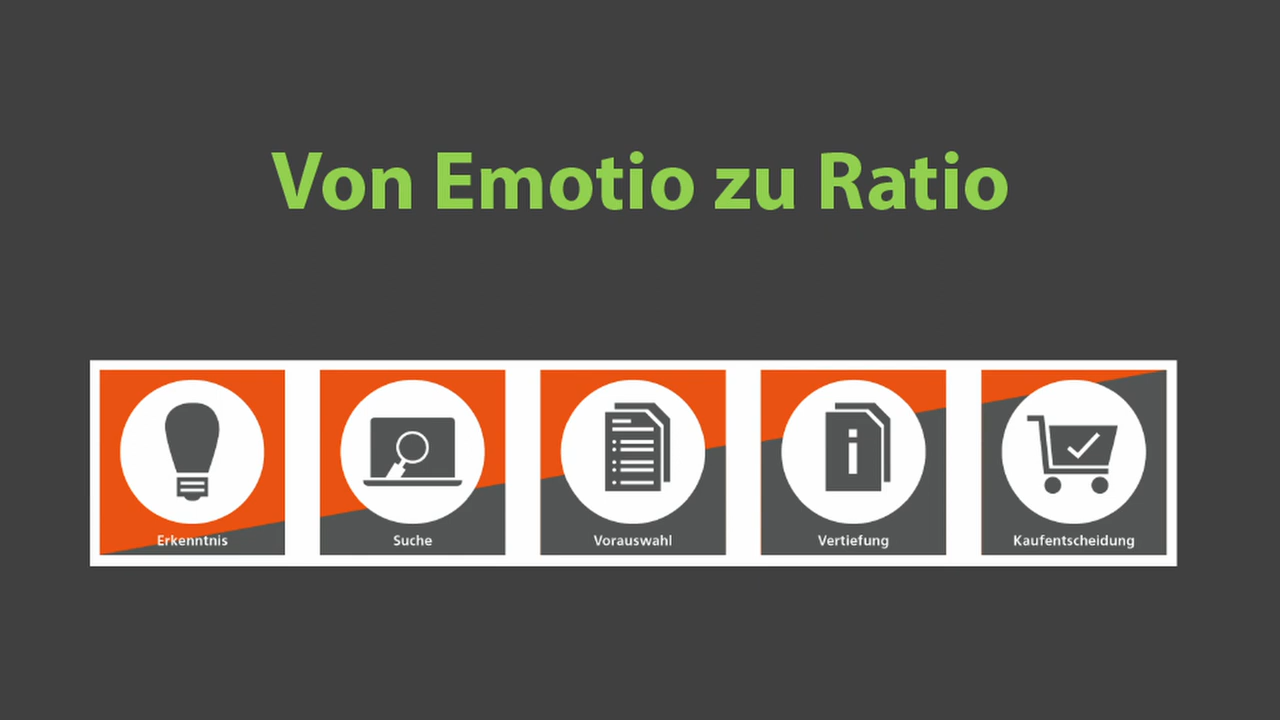 Von Emotio zu Ratio
Erkenntnis
Suche
Vorauswahl
Vertiefung
Kaufentscheidung